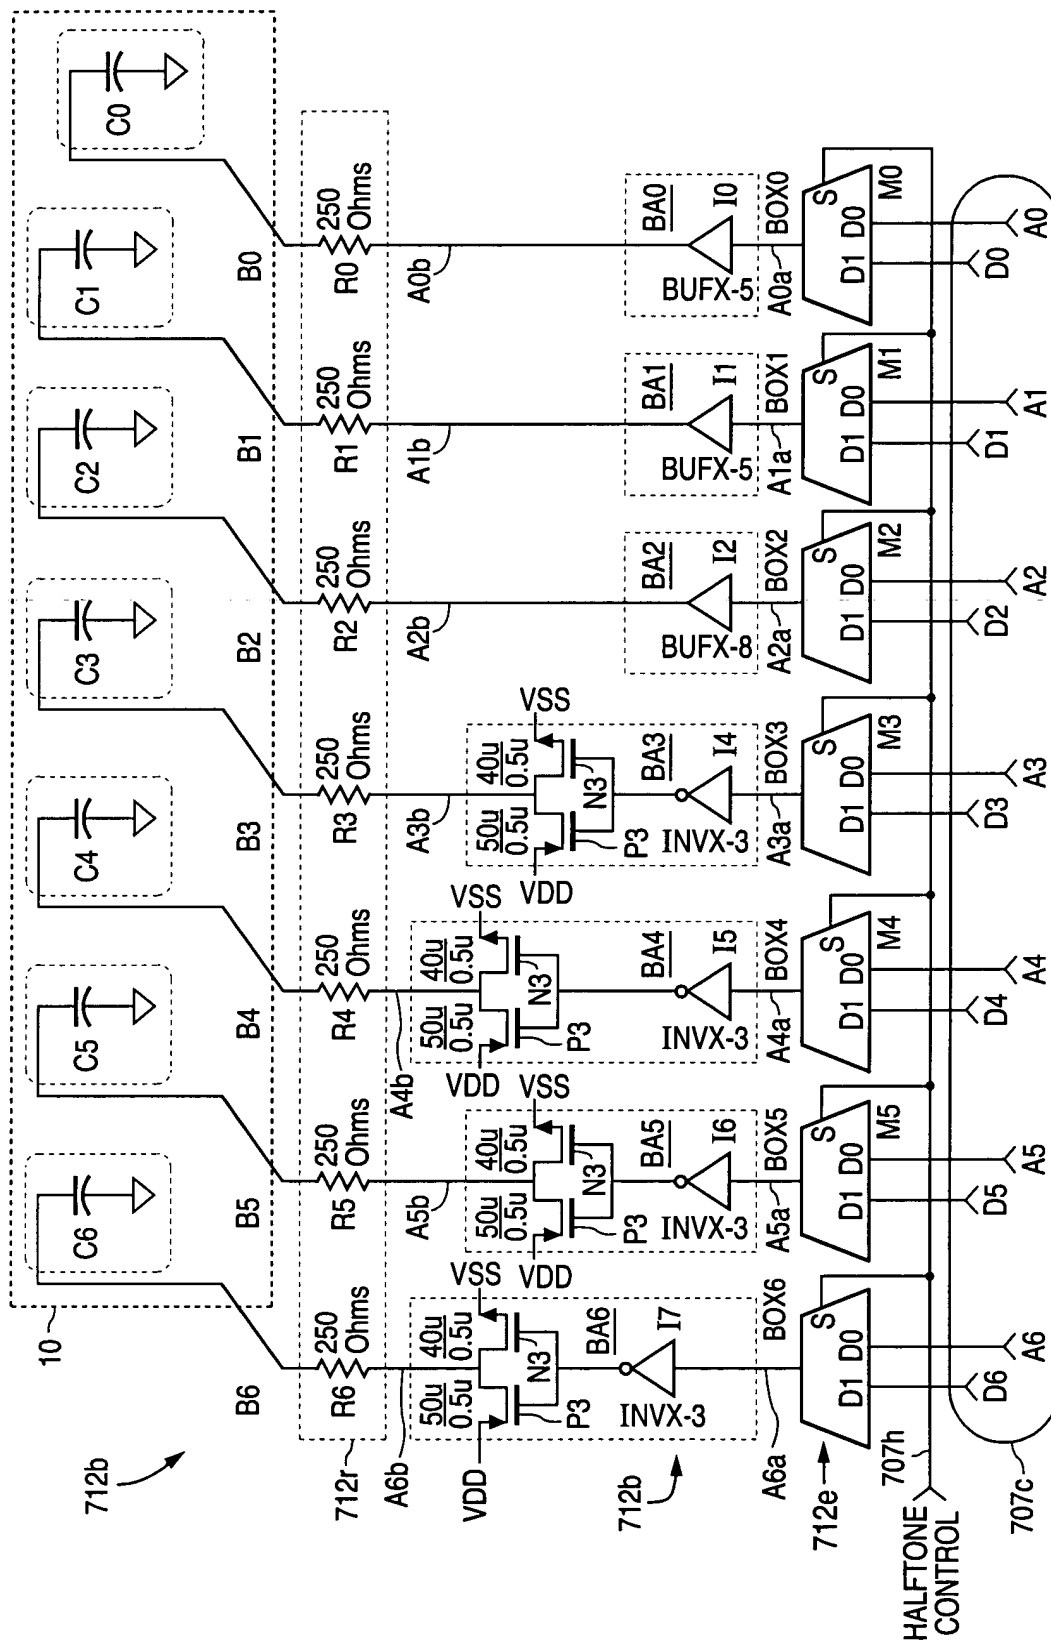 10
C6
C5
C4
C3
C2
C1
C0
712b
B6
B5
B4
B3
B2
B1
B0
712r
R6 250 Ohms
R5 250 Ohms
R4 250 Ohms
R3 250 Ohms
R2 250 Ohms
R1 250 Ohms
R0 250 Ohms
A6b
A5b
A4b
A3b
A2b
A1b
A0b
VDD
50u
0.5u
40u
0.5u
VSS
P3
N3
VDD
50u
0.5u
40u
0.5u
VSS
P3
N3
VDD
50u
0.5u
40u
0.5u
VSS
P3
N3
VDD
50u
0.5u
40u
0.5u
VSS
P3
N3
712b
BA6
INVX-3
I7
BA5
INVX-3
I6
BA4
INVX-3
I5
BA3
INVX-3
I4
BA2
BUFX-8
I2
BA1
BUFX-5
I1
BA0
BUFX-5
I0
A6a
BOX6
A5a
BOX5
A4a
BOX4
A3a
BOX3
A2a
BOX2
A1a
BOX1
A0a
BOX0
712e
D1 D0 S
M6
D1 D0 S
M5
D1 D0 S
M4
D1 D0 S
M3
D1 D0 S
M2
D1 D0 S
M1
D1 D0 S
M0
HALFTONE
CONTROL
707h
707c
D6
A6
D5
A5
D4
A4
D3
A3
D2
A2
D1
A1
D0
A0